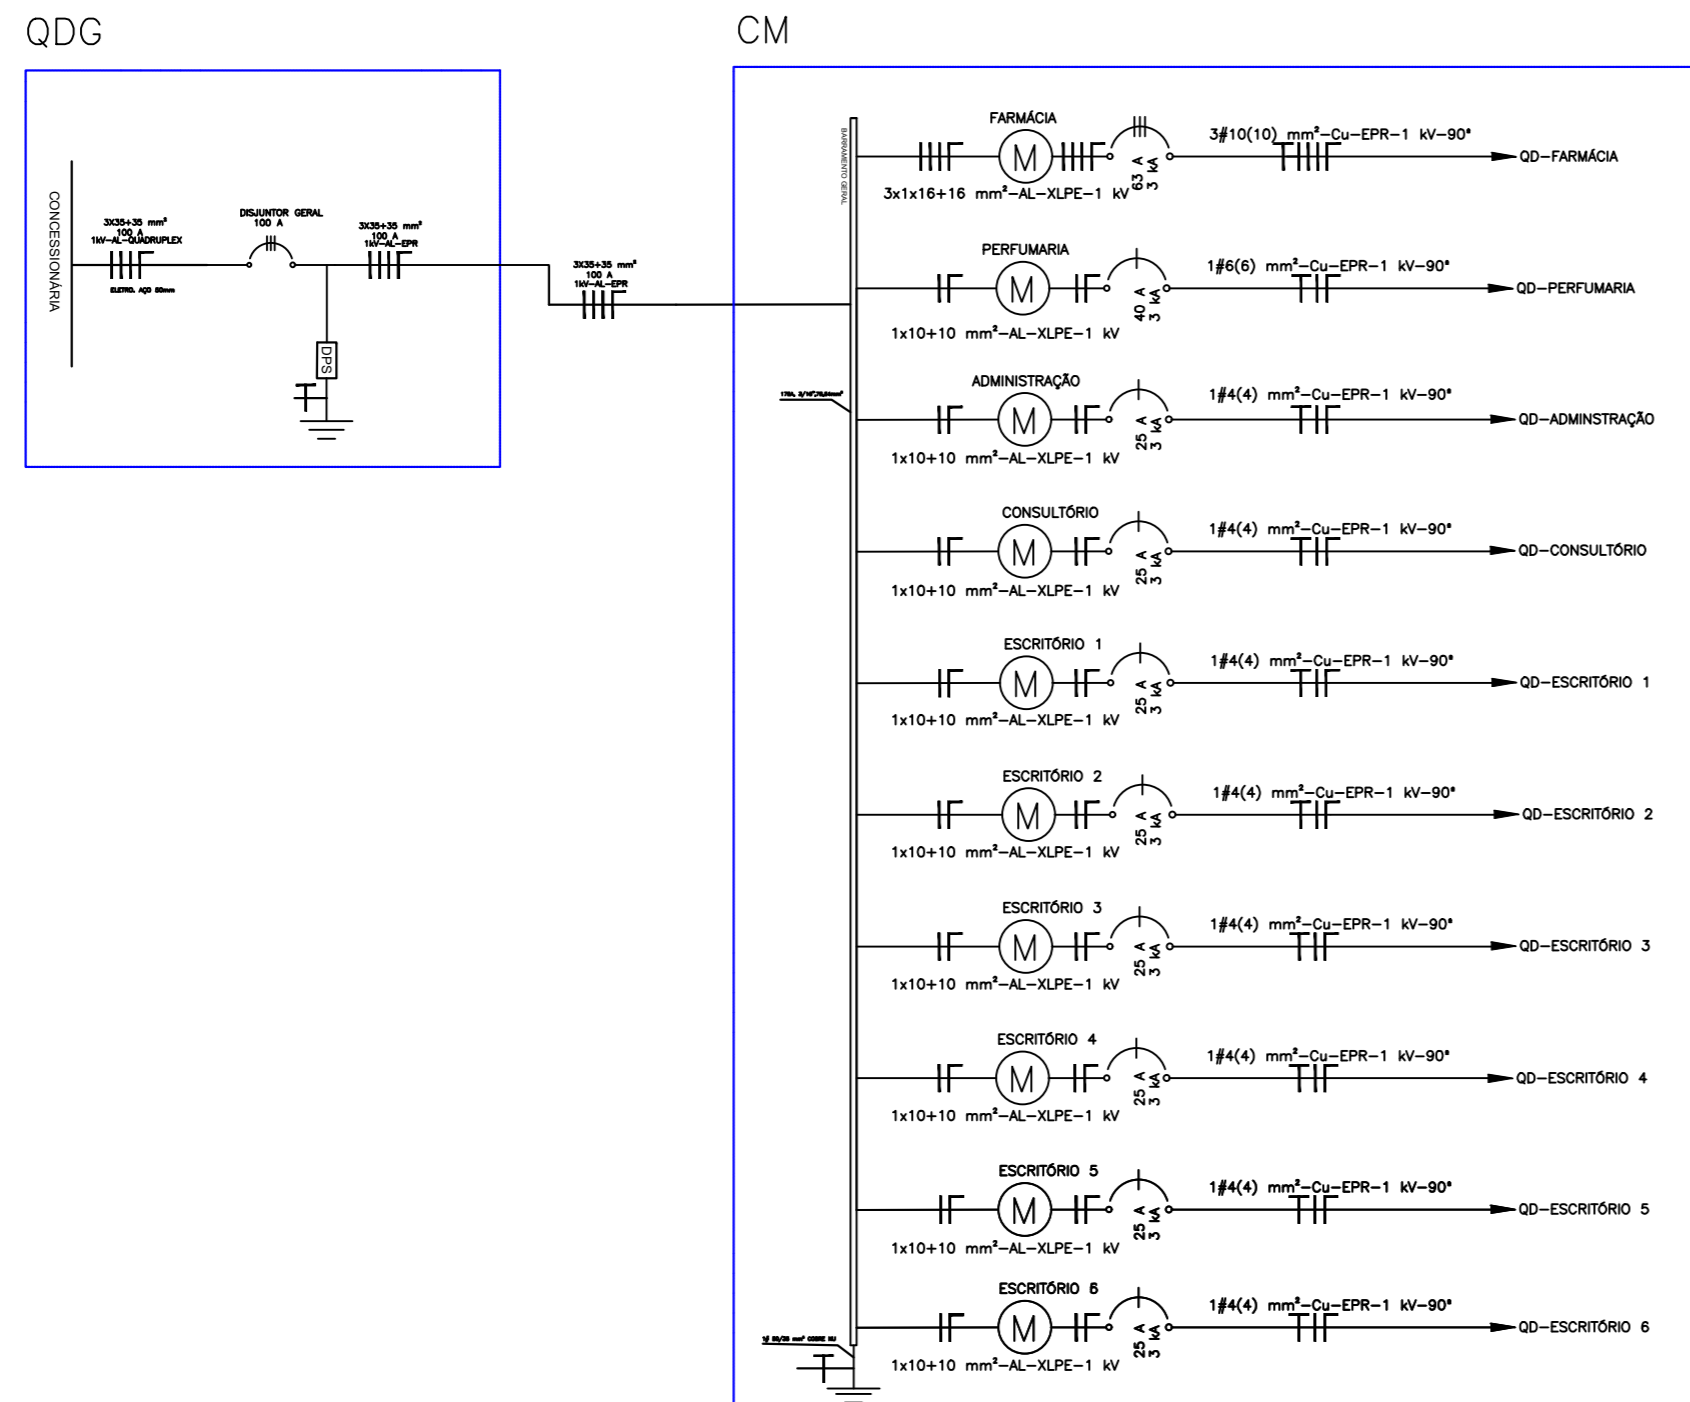 QDG
CM
CONCESSIONÁRIA
3X35+35 mm²
100 A
1kV-AL-QUADRUPLEX
ELETRO. AÇO 50mm
DISJUNTOR GERAL
100 A
3X35+35 mm²
100 A
1kV-AL-EPR
DPS
3X35+35 mm²
100 A
1kV-AL-EPR
BARRAMENTO GERAL
1# 50/35 mm² COBRE NU
FARMÁCIA
M
63 A
3 kA
3#10(10) mm²-Cu-EPR-1 kV-90°
QD-FARMÁCIA
3x1x16+16 mm²-AL-XLPE-1 kV
PERFUMARIA
M
40 A
3 kA
1#6(6) mm²-Cu-EPR-1 kV-90°
QD-PERFUMARIA
1x10+10 mm²-AL-XLPE-1 kV
ADMINISTRAÇÃO
M
25 A
3 kA
1#4(4) mm²-Cu-EPR-1 kV-90°
QD-ADMINSTRAÇÃO
1x10+10 mm²-AL-XLPE-1 kV
CONSULTÓRIO
M
25 A
3 kA
1#4(4) mm²-Cu-EPR-1 kV-90°
QD-CONSULTÓRIO
1x10+10 mm²-AL-XLPE-1 kV
ESCRITÓRIO 1
M
25 A
3 kA
1#4(4) mm²-Cu-EPR-1 kV-90°
QD-ESCRITÓRIO 1
1x10+10 mm²-AL-XLPE-1 kV
ESCRITÓRIO 2
M
25 A
3 kA
1#4(4) mm²-Cu-EPR-1 kV-90°
QD-ESCRITÓRIO 2
1x10+10 mm²-AL-XLPE-1 kV
ESCRITÓRIO 3
M
25 A
3 kA
1#4(4) mm²-Cu-EPR-1 kV-90°
QD-ESCRITÓRIO 3
1x10+10 mm²-AL-XLPE-1 kV
ESCRITÓRIO 4
M
25 A
3 kA
1#4(4) mm²-Cu-EPR-1 kV-90°
QD-ESCRITÓRIO 4
1x10+10 mm²-AL-XLPE-1 kV
ESCRITÓRIO 5
M
25 A
3 kA
1#4(4) mm²-Cu-EPR-1 kV-90°
QD-ESCRITÓRIO 5
1x10+10 mm²-AL-XLPE-1 kV
ESCRITÓRIO 6
M
25 A
3 kA
1#4(4) mm²-Cu-EPR-1 kV-90°
QD-ESCRITÓRIO 6
1x10+10 mm²-AL-XLPE-1 kV